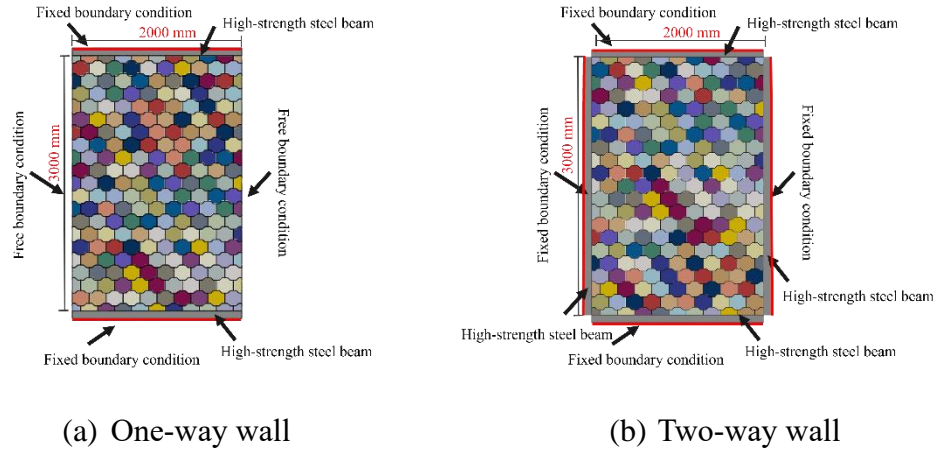 Fixed boundary condition
High-strength steel beam
2000 mm
3000 mm
Free boundary condition
Free boundary
condition
High-strength steel beam
Fixed boundary condition
(a) One-way wall
Fixed boundary condition
High-strength steel beam
2000 mm
3000 mm
Fixed boundary condition
Fixed boundary
condition
High-strength steel beam
High-strength steel beam
High-strength steel beam
Fixed boundary condition
(b) Two-way wall